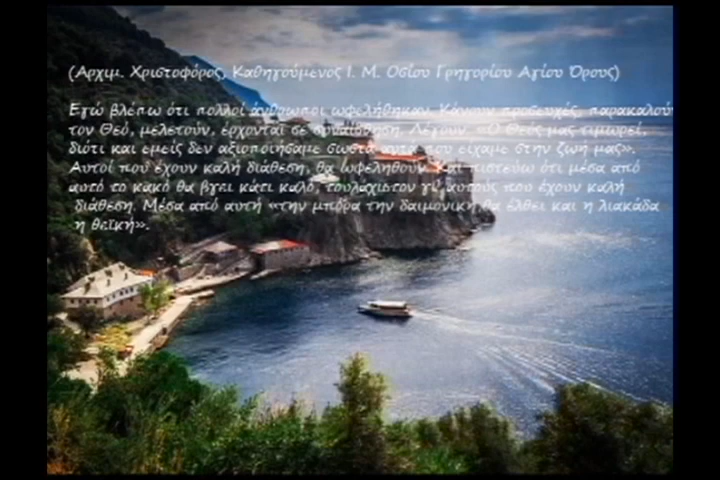 (Αρχιμ. Χριστοφόρος, Καθηγούμενος Ι. Μ. Οσίου Γρηγορίου Αγίου Όρους)
Εγώ βλέπω ότι πολλοί άνθρωποι ωφελήθηκαν. Κάνουν προσευχές, παρακαλούν
τον Θεό, μελετούν, έρχονται σε συναίσθηση. Λέγουν: «Ο Θεός μας τιμωρεί,
διότι και εμείς δεν αξιοποιήσαμε σωστά αυτά που είχαμε στην ζωή μας».
Αυτοί που έχουν καλή διάθεση, θα ωφεληθούν. Και πιστεύω ότι μέσα από
αυτό το κακό θα βγει κάτι καλό, τουλάχιστον γι' αυτούς που έχουν καλή
διάθεση. Μέσα από αυτή «την μπόρα την δαιμονική θα έλθει και η λιακάδα
η θεϊκή».